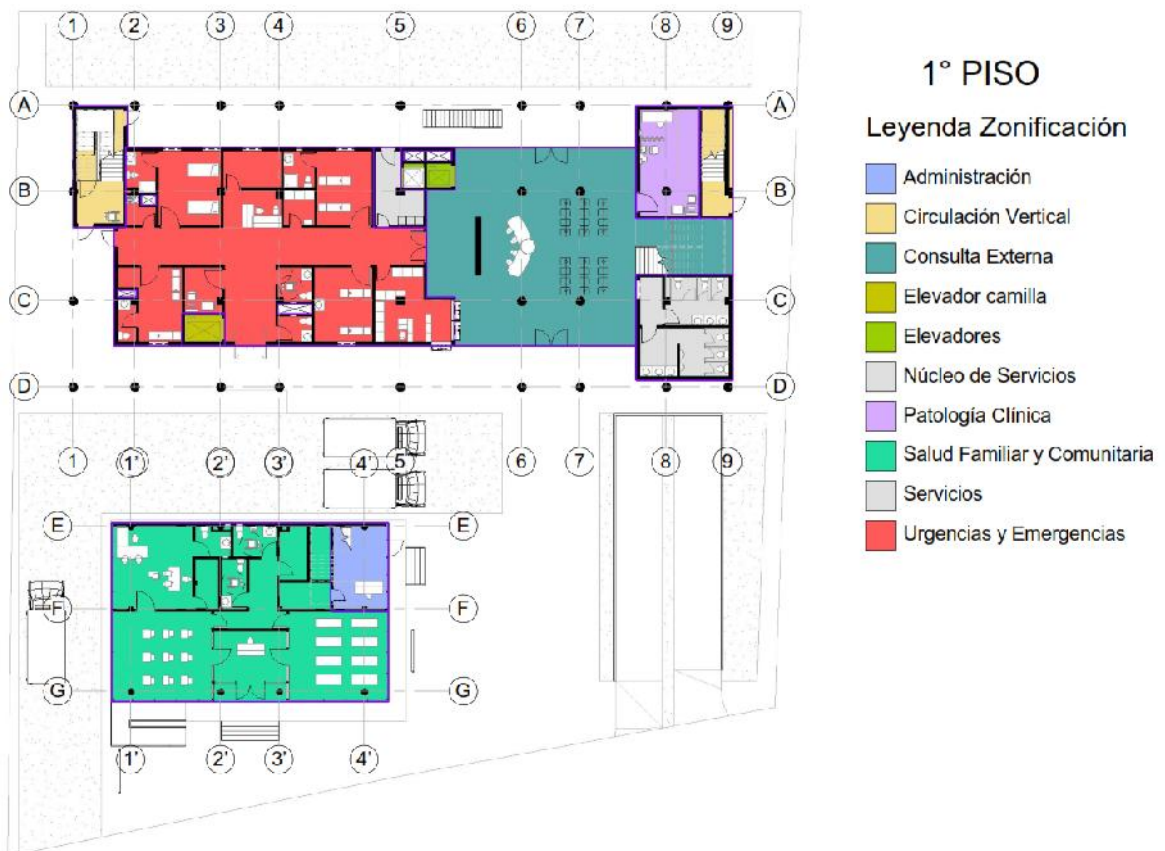 1 2 3 4 5 6 7 8 9
1° PISO
A A
Leyenda Zonificación
Administración
B B
Circulación Vertical
Consulta Externa
C C
Elevador camilla
Elevadores
D D
Núcleo de Servicios
Patología Clínica
1 1' 2' 3' 4' 5 6 7 8 9
Salud Familiar y Comunitaria
Servicios
E E
Urgencias y Emergencias
F F
G G
1' 2' 3' 4'